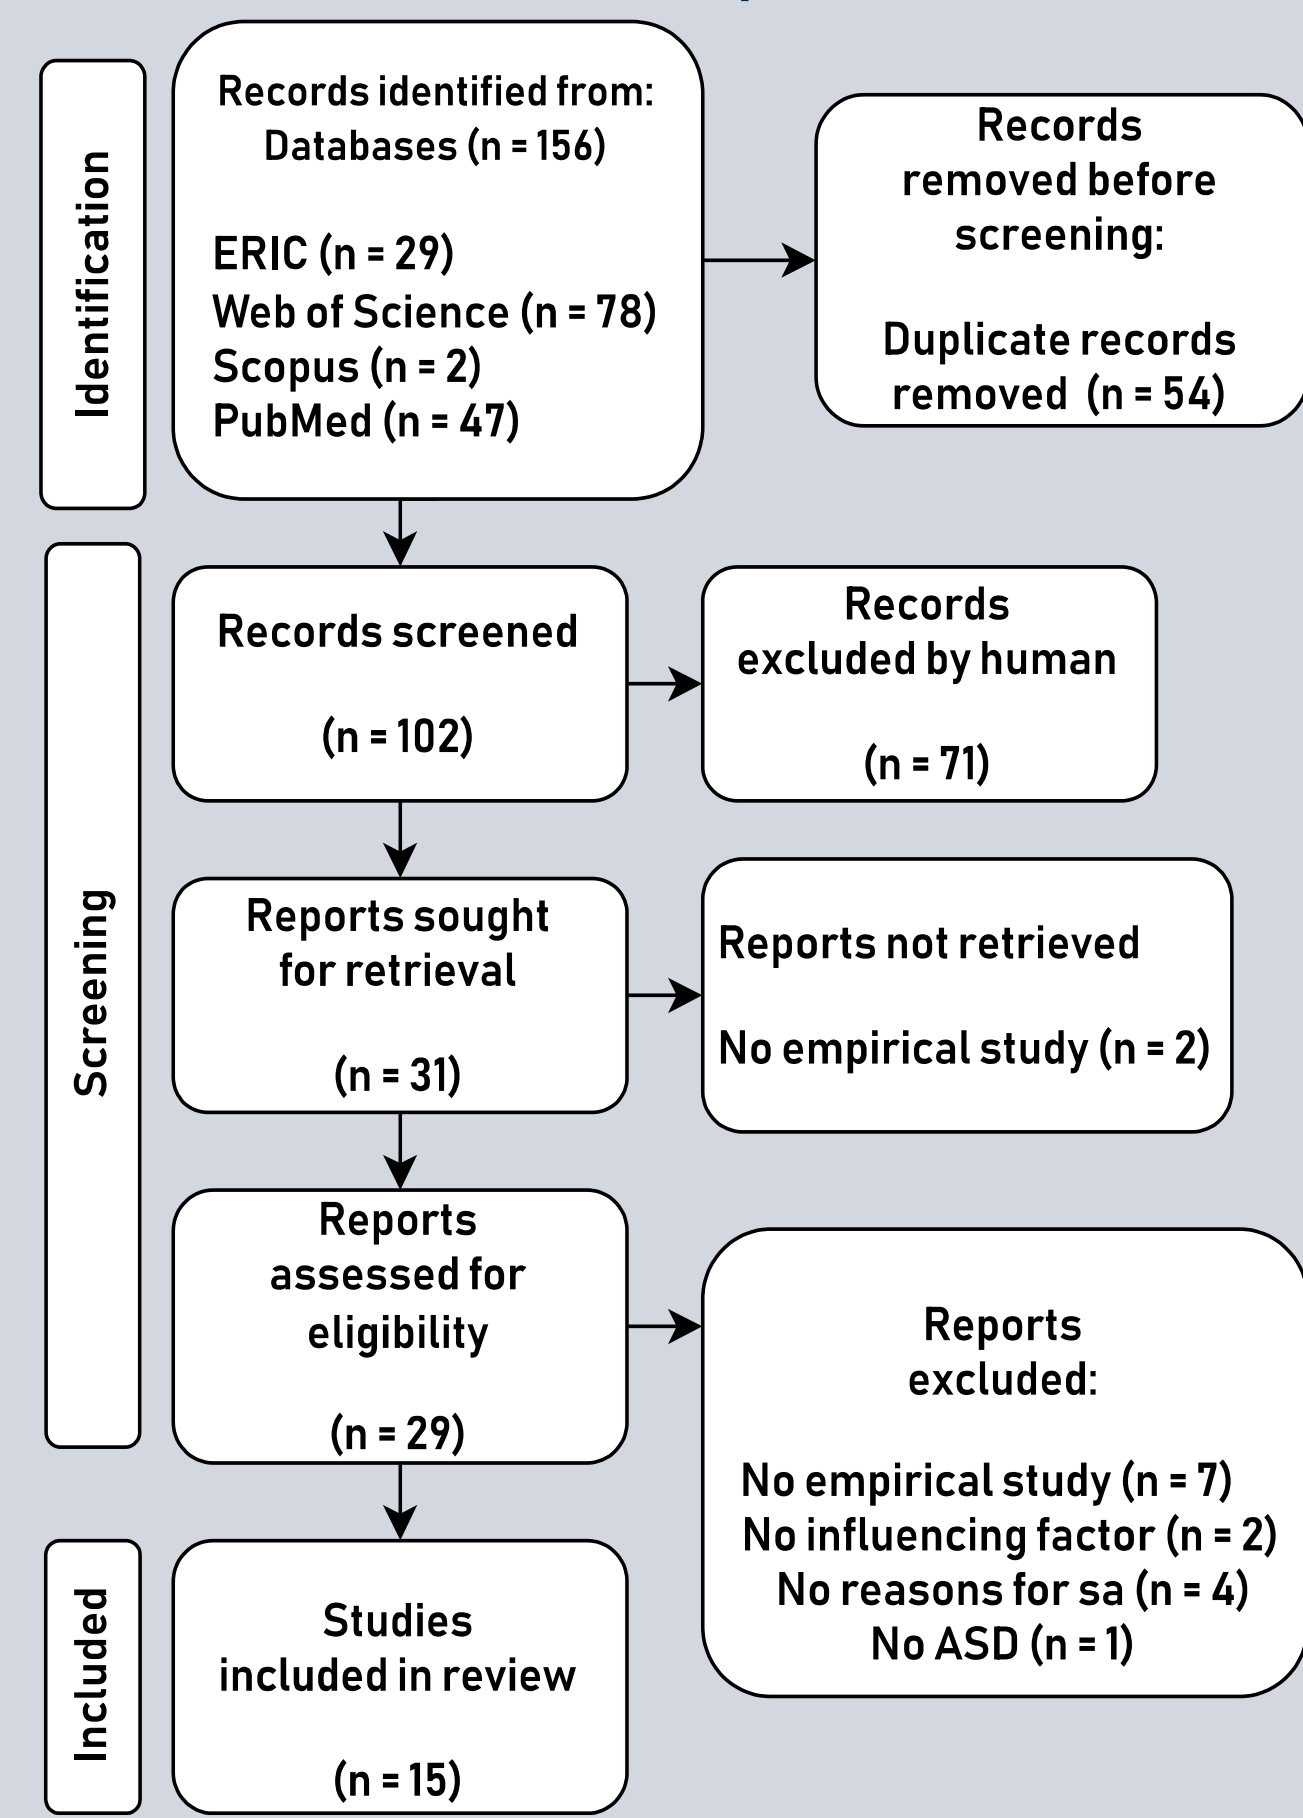 Identification
Records identified from:
Databases (n = 156)
ERIC (n = 29)
Web of Science (n = 78)
Scopus (n = 2)
PubMed (n = 47)
Records
removed before
screening:
Duplicate records
removed (n = 54)
Screening
Records screened
(n = 102)
Records
excluded by human
(n = 71)
Reports sought
for retrieval
(n = 31)
Reports not retrieved
No empirical study (n = 2)
Reports
assessed for
eligibility
(n = 29)
Reports
excluded:
No empirical study (n = 7)
No influencing factor (n = 2)
No reasons for sa (n = 4)
No ASD (n = 1)
Included
Studies
included in review
(n = 15)